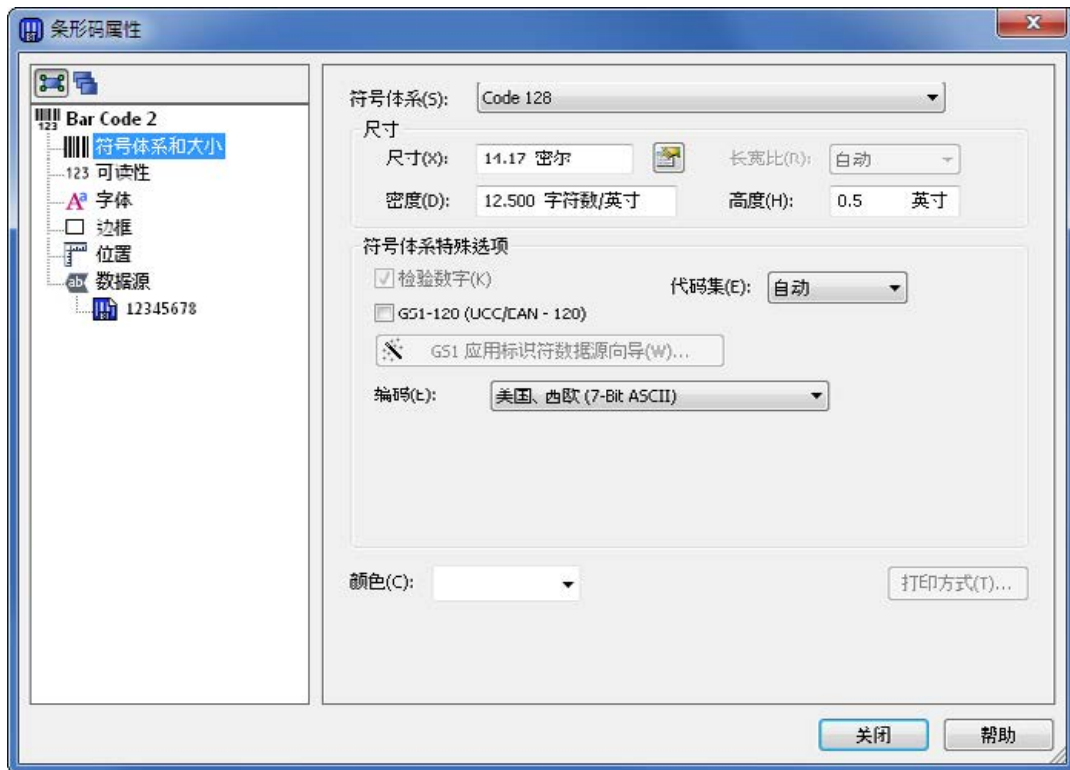 条形码属性
Bar Code 2
符号体系和大小
123 可读性
字体
边框
位置
数据源
12345678
符号体系(S): Code 128
尺寸
尺寸(X): 14.17 密尔 长宽比(R): 自动
密度(D): 12.500 字符数/英寸 高度(H): 0.5 英寸
符号体系特殊选项
检验数字(K) 代码集(E): 自动
GS1-120 (UCC/EAN - 120)
GS1 应用标识符数据源向导(W)...
编码(E): 美国、西欧 (7-Bit ASCII)
颜色(C): 打印方式(T)...
关闭 帮助